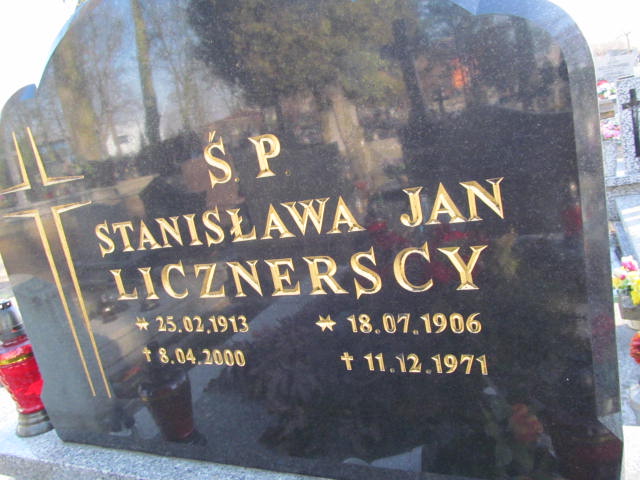 Ś.P.
STANISŁAWA JAN
LICZNERSCY
* 25.02.1913 * 18.07.1906
† 8.04.2000 † 11.12.1971